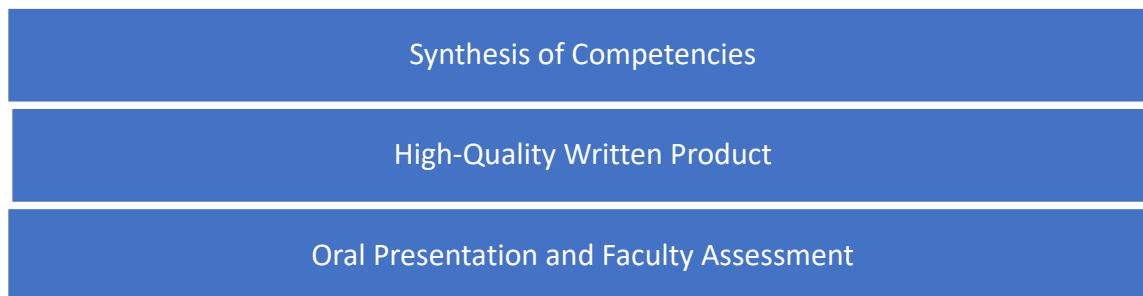 Synthesis of Competencies
High-Quality Written Product
Oral Presentation and Faculty Assessment